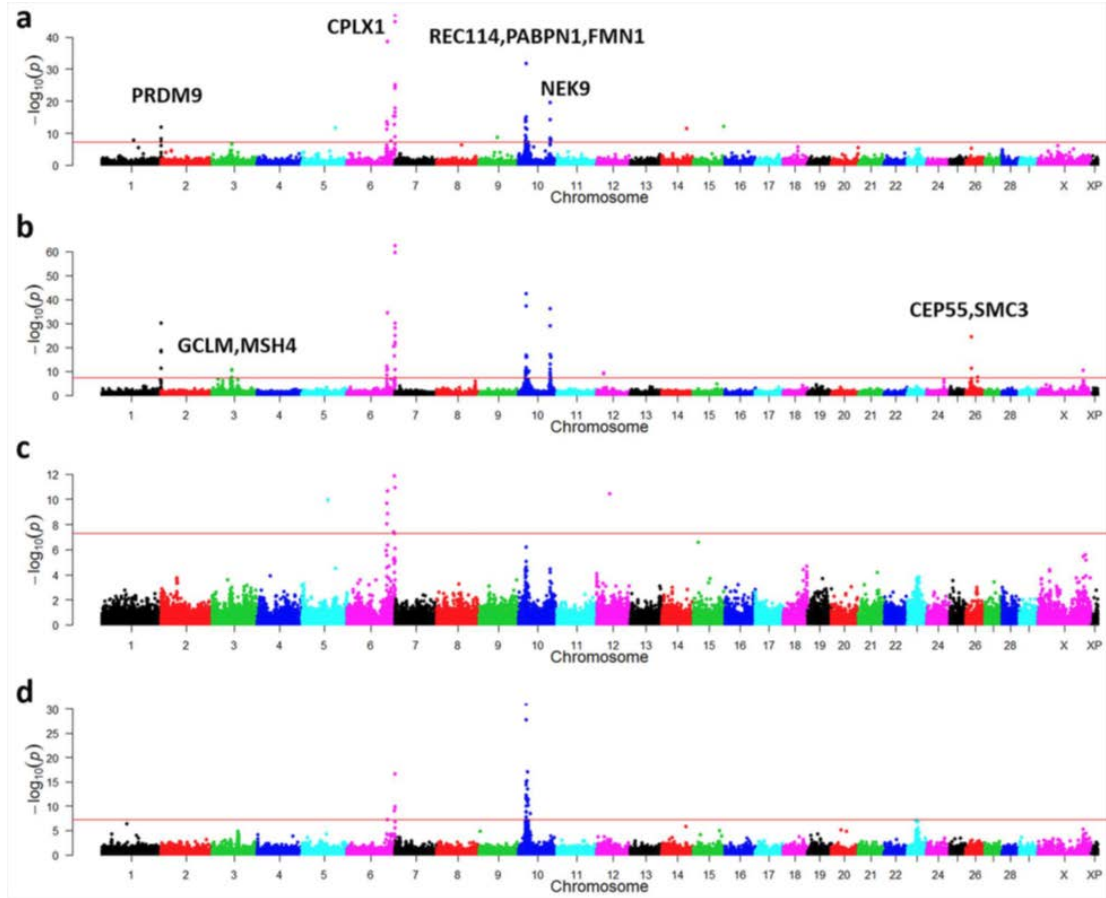 a
CPLX1
REC114,PABPN1,FMN1
PRDM9
NEK9
−log10(p)
40
30
20
10
0
1 2 3 4 5 6 7 8 9 10 11 12 13 14 15 16 17 18 19 20 21 22 24 26 28 X XP
Chromosome
b
GCLM,MSH4
CEP55,SMC3
−log10(p)
60
50
40
30
20
10
0
1 2 3 4 5 6 7 8 9 10 11 12 13 14 15 16 17 18 19 20 21 22 24 26 28 X XP
Chromosome
c
−log10(p)
12
10
8
6
4
2
0
1 2 3 4 5 6 7 8 9 10 11 12 13 14 15 16 17 18 19 20 21 22 24 26 28 X XP
Chromosome
d
−log10(p)
30
25
20
15
10
5
0
1 2 3 4 5 6 7 8 9 10 11 12 13 14 15 16 17 18 19 20 21 22 24 26 28 X XP
Chromosome